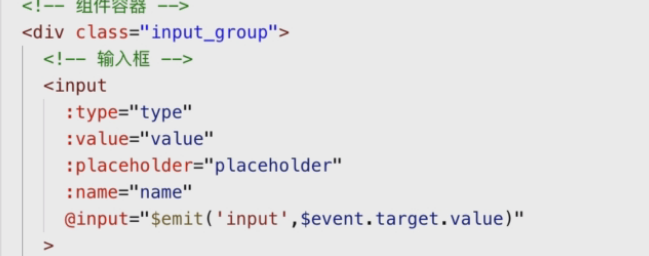 <!-- 组件容器 -->
<div class="input_group">
<!-- 输入框 -->
<input
:type="type"
:value="value"
:placeholder="placeholder"
:name="name"
@input="$emit('input',$event.target.value)"
>